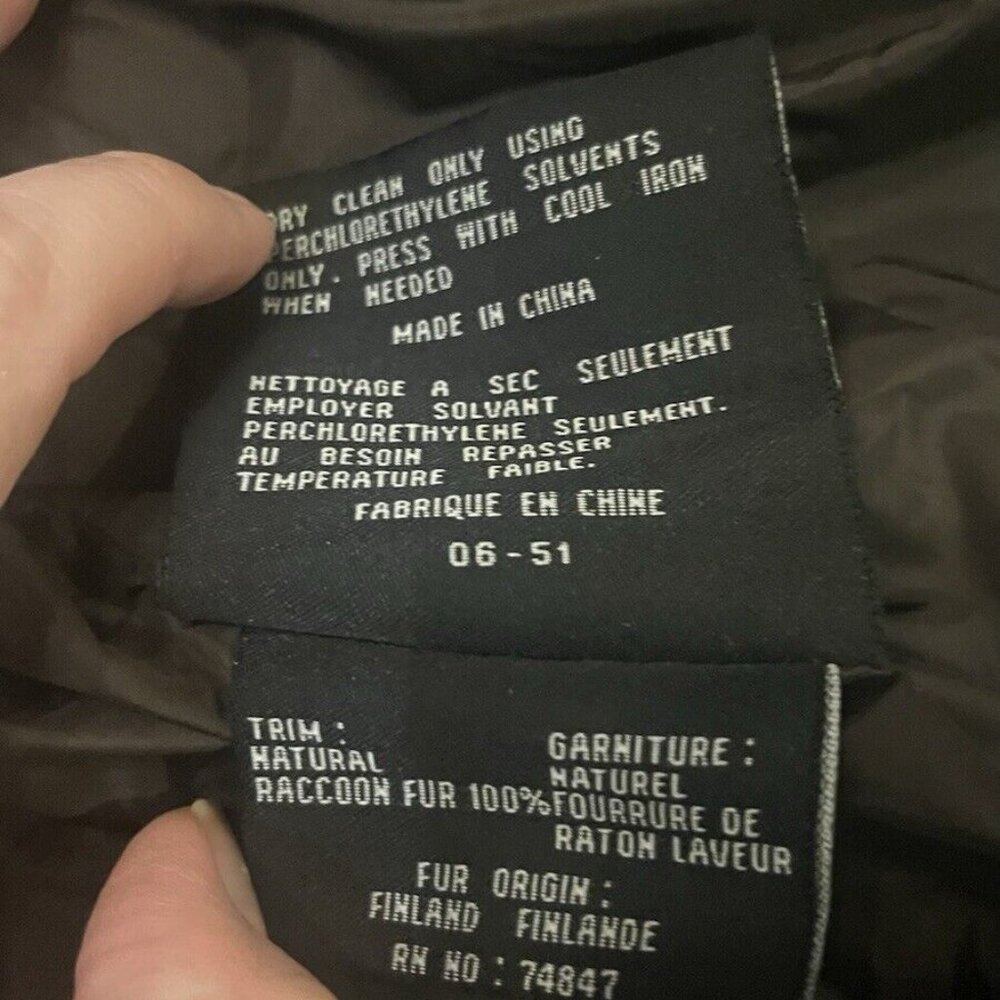 DRY CLEAN ONLY USING
PERCHLORETHYLENE SOLVENTS
ONLY. PRESS WITH COOL IRON
WHEN NEEDED
MADE IN CHINA
NETTOYAGE A SEC SEULEMENT
EMPLOYER SOLVANT
PERCHLORETHYLENE SEULEMENT.
AU BESOIN REPASSER
TEMPERATURE FAIBLE.
FABRIQUE EN CHINE
06-51
TRIM :
NATURAL
RACCOON FUR 100%
GARNITURE :
NATUREL
FOURRURE DE
RATON LAVEUR
FUR ORIGIN :
FINLAND FINLANDE
RN NO : 74847